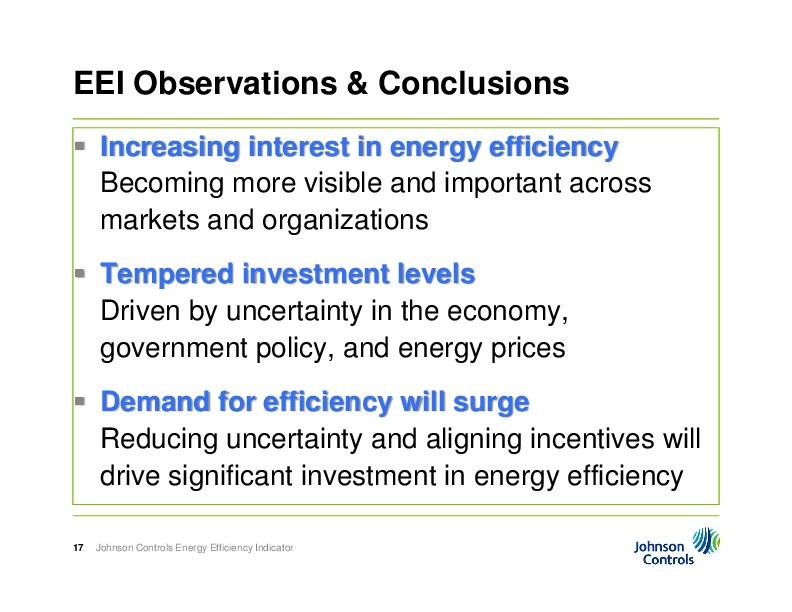 EEI Observations & Conclusions
▪ Increasing interest in energy efficiency
Becoming more visible and important across
markets and organizations
▪ Tempered investment levels
Driven by uncertainty in the economy,
government policy, and energy prices
▪ Demand for efficiency will surge
Reducing uncertainty and aligning incentives will
drive significant investment in energy efficiency
17 Johnson Controls Energy Efficiency Indicator
Johnson
Controls